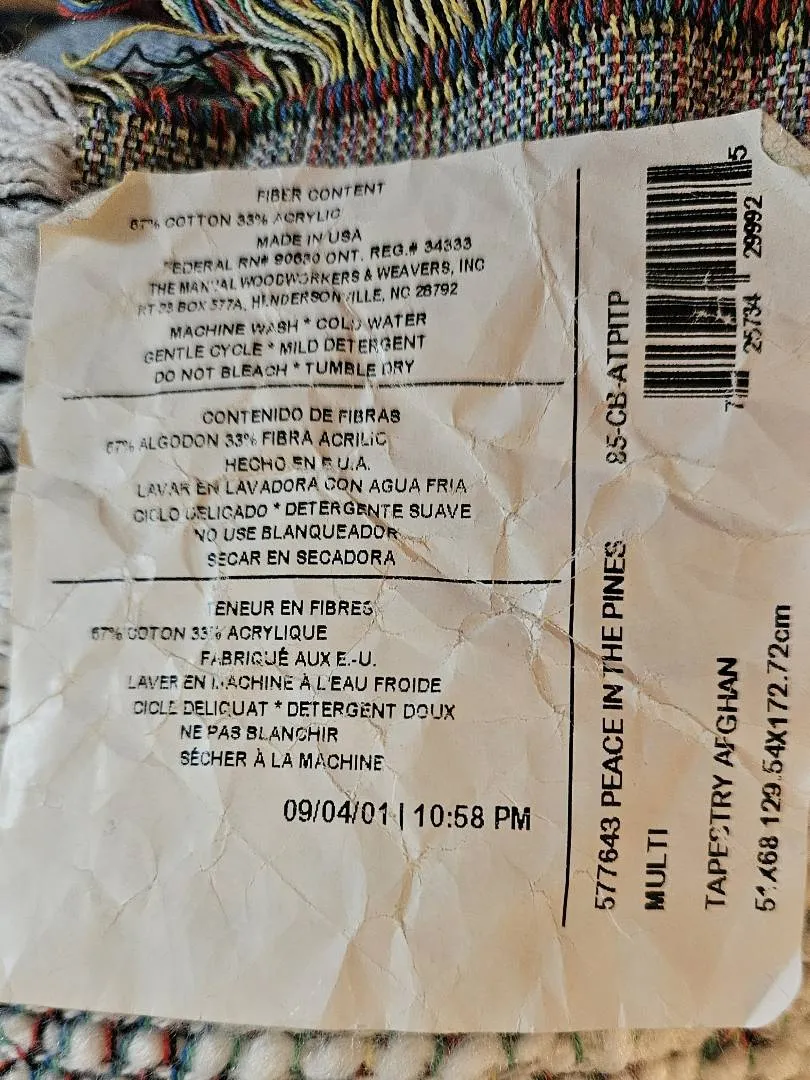 FIBER CONTENT
67% COTTON 33% ACRYLIC
MADE IN USA
FEDERAL RN# 90630 ONT. REG.# 34333
THE MANUAL WOODWORKERS & WEAVERS, INC
BOX 577A, HENDERSONVILLE, NC 28792
MACHINE WASH * COLD WATER
GENTLE CYCLE * MILD DETERGENT
DO NOT BLEACH * TUMBLE DRY
CONTENIDO DE FIBRAS
67% ALGODON 33% FIBRA ACRILIC
HECHO EN E.U.A.
LAVAR EN LAVADORA CON AGUA FRIA
CICLO DELICADO * DETERGENTE SUAVE
NO USE BLANQUEADOR
SECAR EN SECADORA
TENEUR EN FIBRES
67% COTON 33% ACRYLIQUE
FABRIQUÉ AUX E.-U.
LAVER EN MACHINE À L'EAU FROIDE
CICLE DELIQUAT * DETERGENT DOUX
NE PAS BLANCHIR
SÉCHER À LA MACHINE
09/04/01 | 10:58 PM
577643 PEACE IN THE PINES 85-CB-ATPITP
MULTI
TAPESTRY AFGHAN
51X68 129.54X172.72cm
7 25734 29992 5